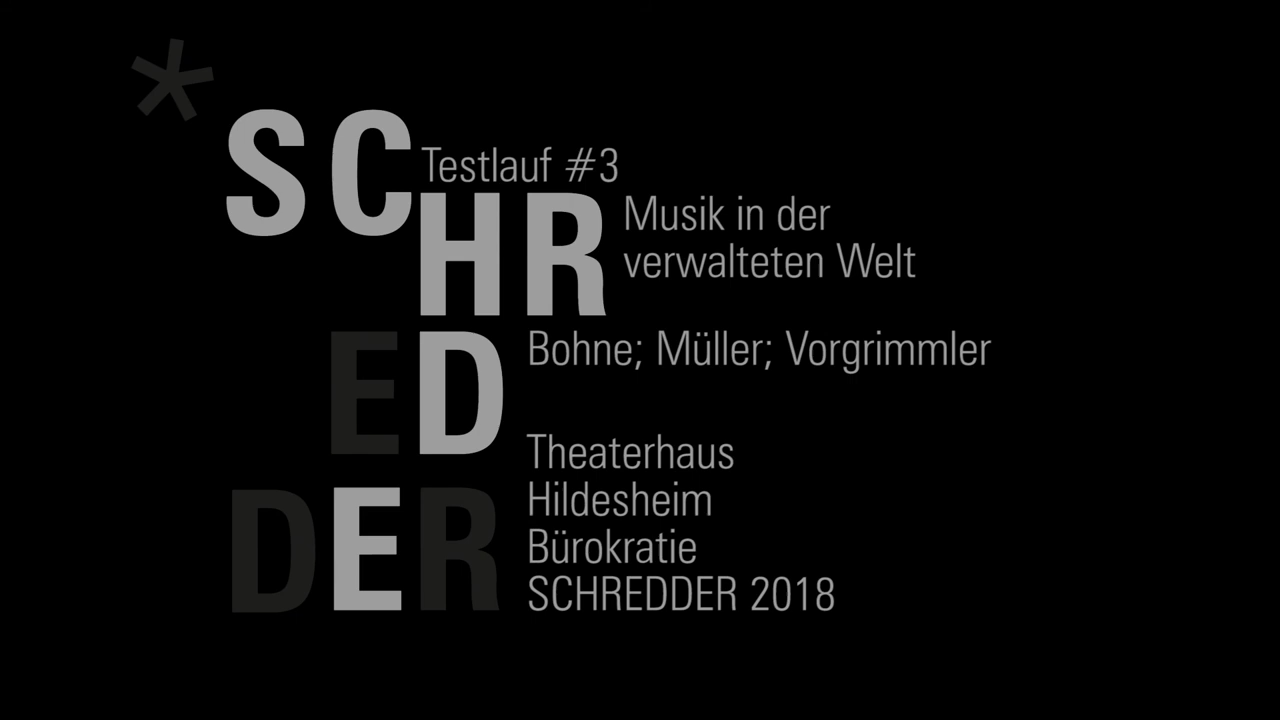 *
SC
Testlauf #3
HR
Musik in der
verwalteten Welt
ED
Bohne; Müller; Vorgrimmler
Theaterhaus
Hildesheim
DER
Bürokratie
SCHREDDER 2018